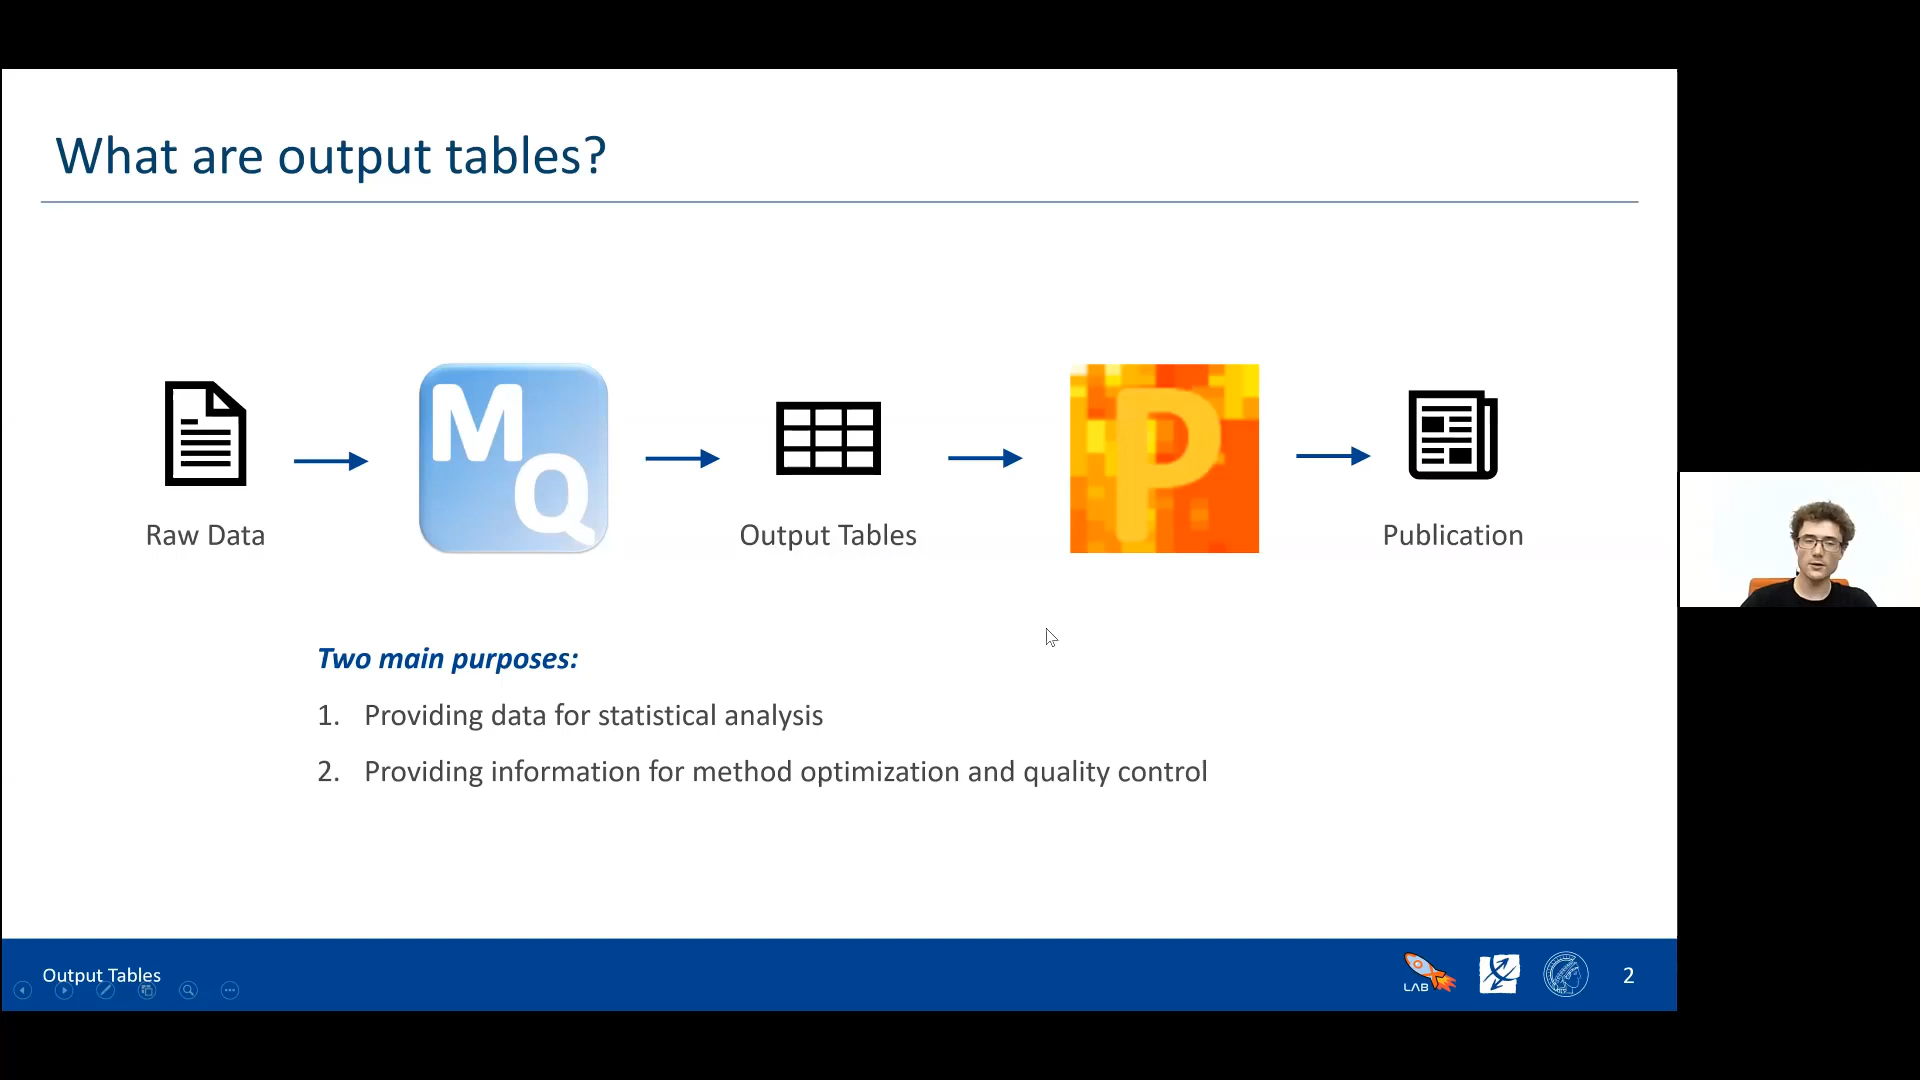 What are output tables?
M
Q
P
Raw Data
Output Tables
Publication
Two main purposes:
1. Providing data for statistical analysis
2. Providing information for method optimization and quality control
Output Tables
LAB
2